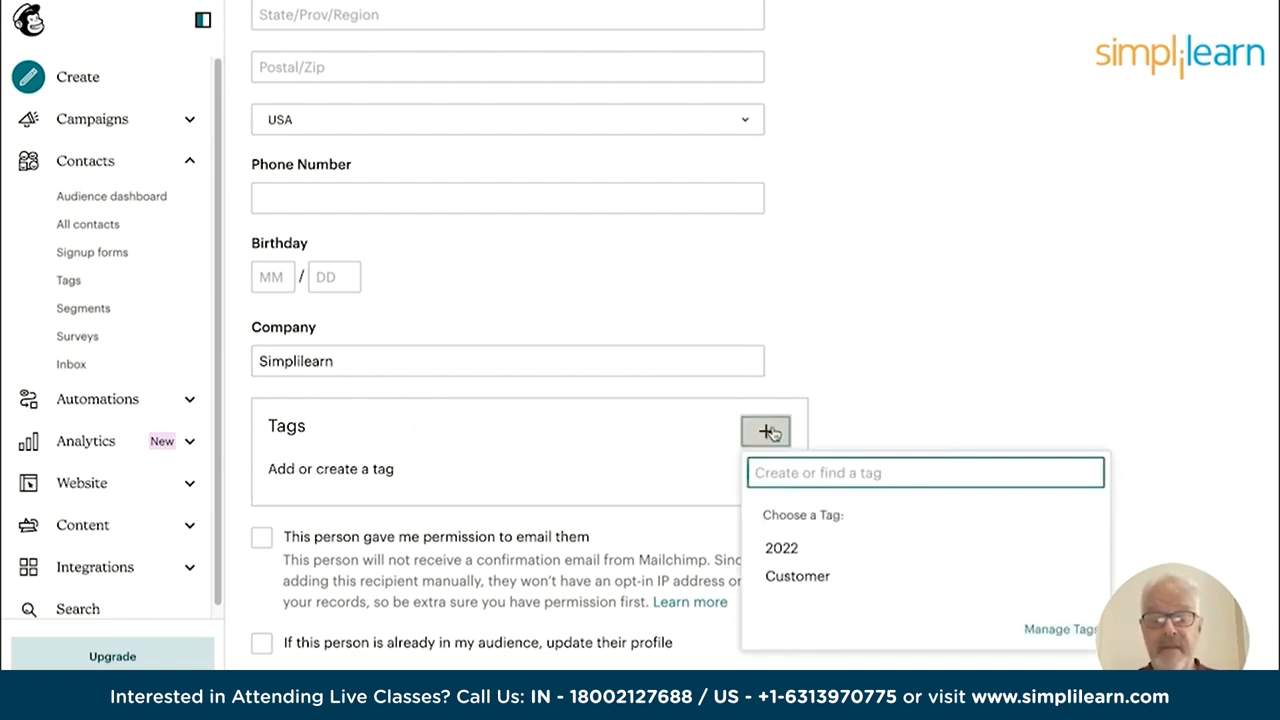 simplilearn
Create
Campaigns
Contacts
Audience dashboard
All contacts
Signup forms
Tags
Segments
Surveys
Inbox
Automations
Analytics New
Website
Content
Integrations
Search
Upgrade
State/Prov/Region
Postal/Zip
USA
Phone Number
Birthday
MM / DD
Company
Simplilearn
Tags
+
Add or create a tag
Create or find a tag
Choose a Tag:
2022
Customer
Manage Tags
This person gave me permission to email them
This person will not receive a confirmation email from Mailchimp. Sinc
adding this recipient manually, they won't have an opt-in IP address or
your records, so be extra sure you have permission first. Learn more
If this person is already in my audience, update their profile
Interested in Attending Live Classes? Call Us: IN - 18002127688 / US - +1-6313970775 or visit www.simplilearn.com